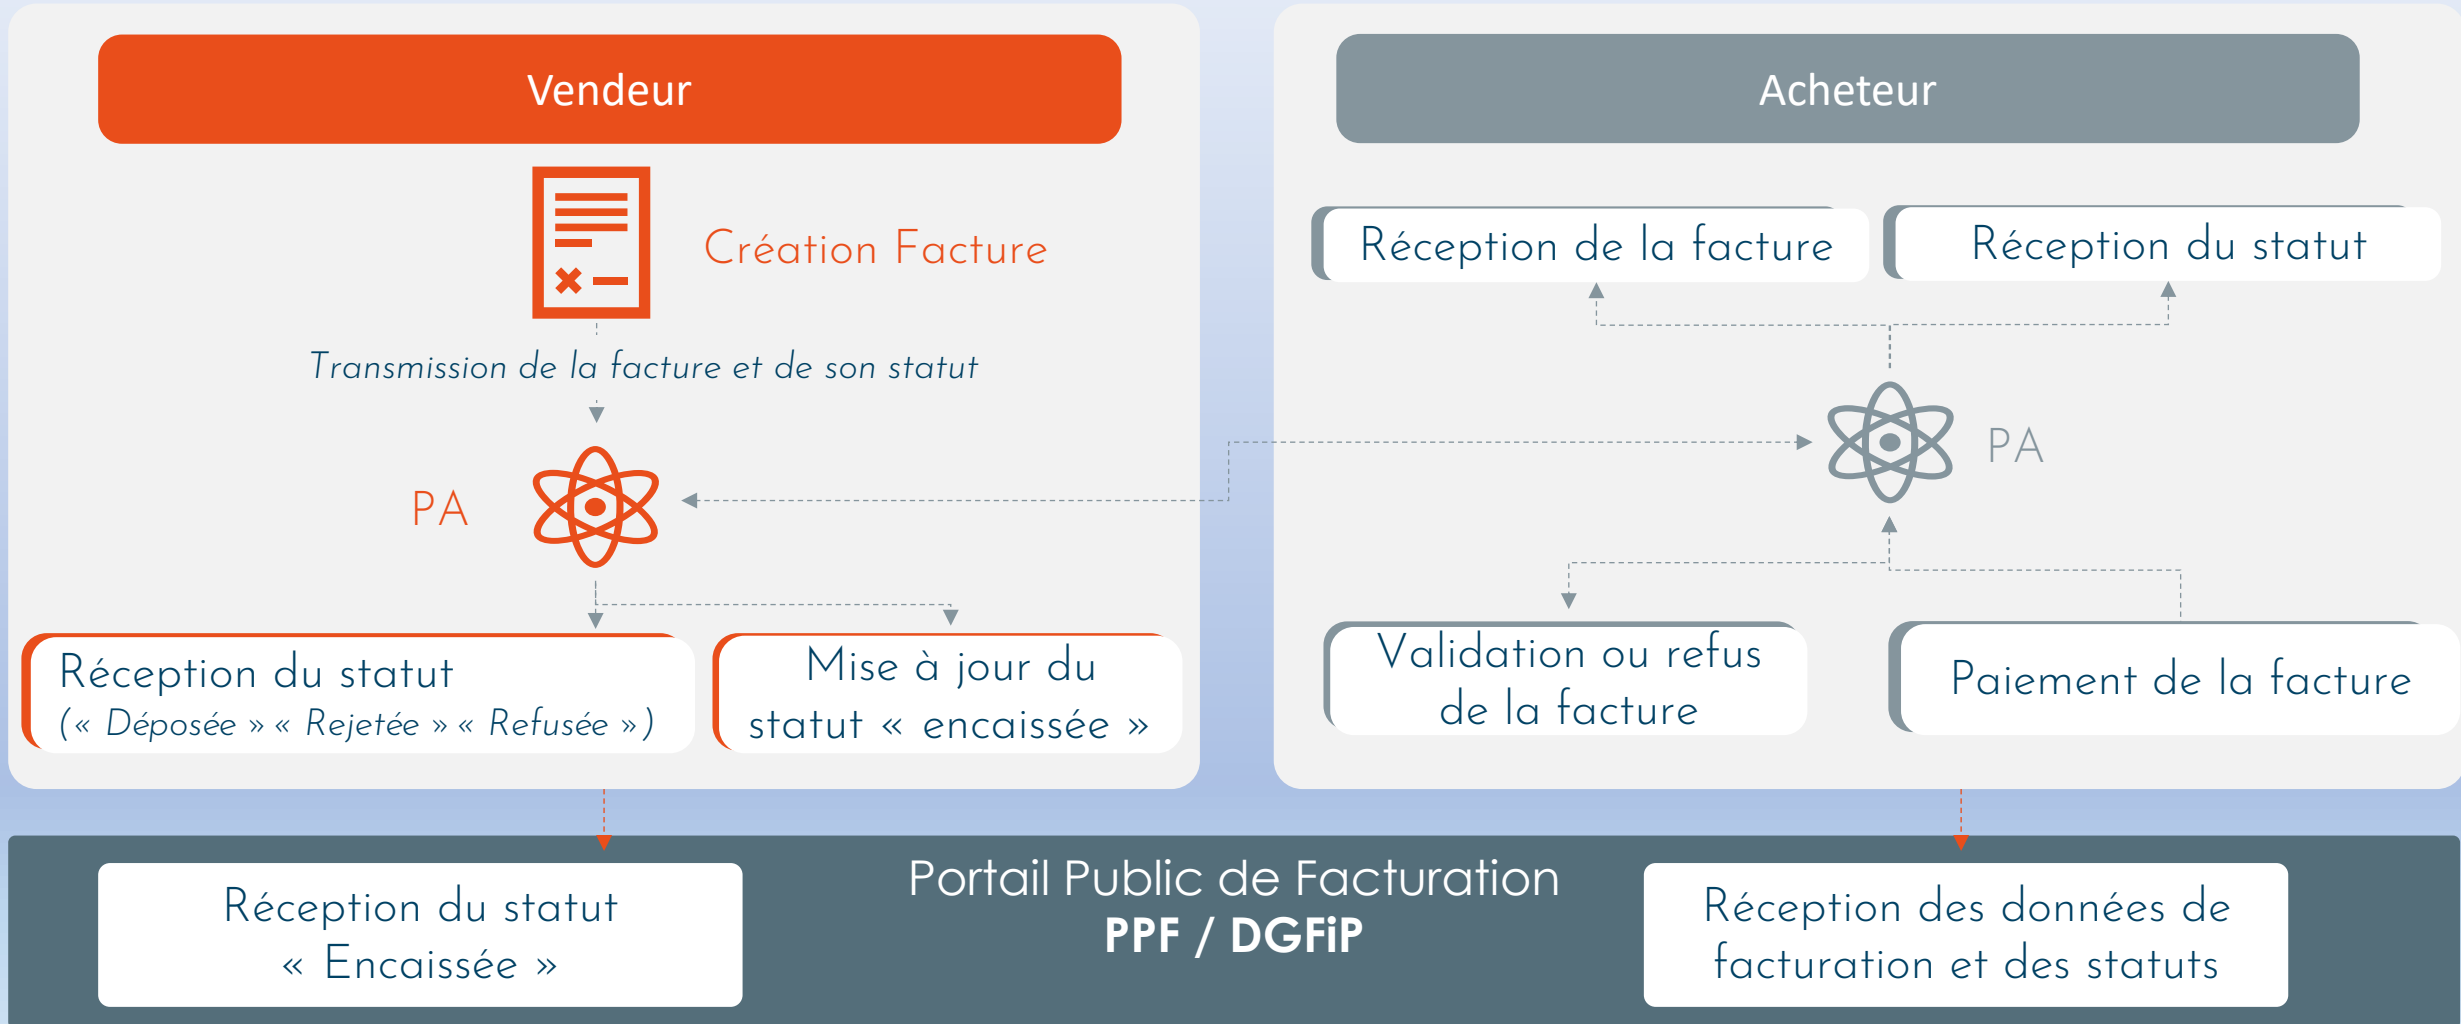 Vendeur
Création Facture
Transmission de la facture et de son statut
PA
Réception du statut
(« Déposée » « Rejetée » « Refusée »)
Mise à jour du
statut « encaissée »
Acheteur
Réception de la facture
Réception du statut
PA
Validation ou refus
de la facture
Paiement de la facture
Réception du statut
« Encaissée »
Portail Public de Facturation
PPF / DGFiP
Réception des données de
facturation et des statuts